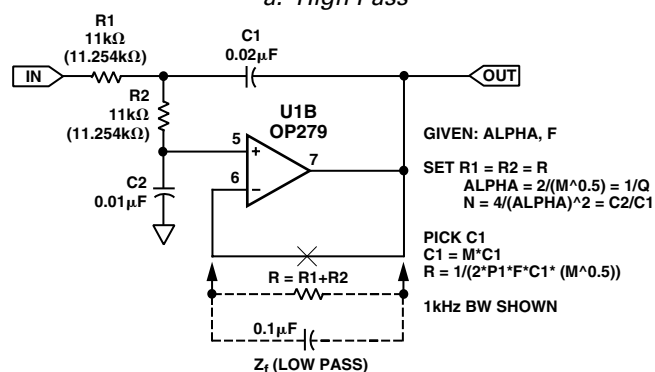 a. High Pass
R1
11kΩ
(11.254kΩ)
C1
0.02μF
IN
OUT
R2
11kΩ
(11.254kΩ)
U1B
OP279
5
+
7
6
−
C2
0.01μF
GIVEN: ALPHA, F
SET R1 = R2 = R
ALPHA = 2/(M^0.5) = 1/Q
N = 4/(ALPHA)^2 = C2/C1
PICK C1
C1 = M*C1
R = 1/(2*P1*F*C1* (M^0.5))
1kHz BW SHOWN
R = R1+R2
0.1μF
Zf (LOW PASS)